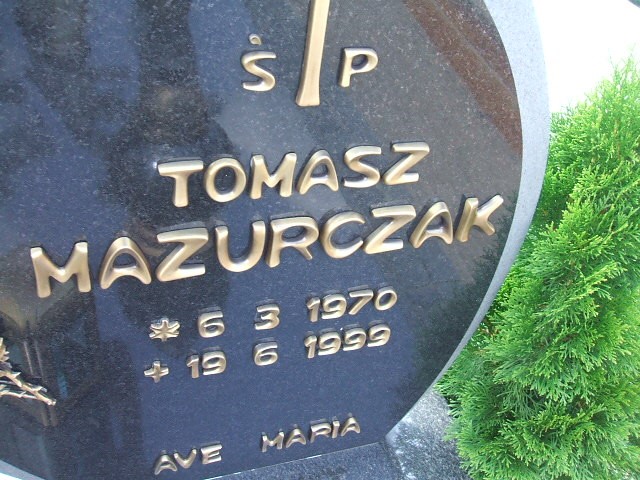 Ś P
TOMASZ
MAZURCZAK
* 6 3 1970
+ 19 6 1999
AVE MARIA